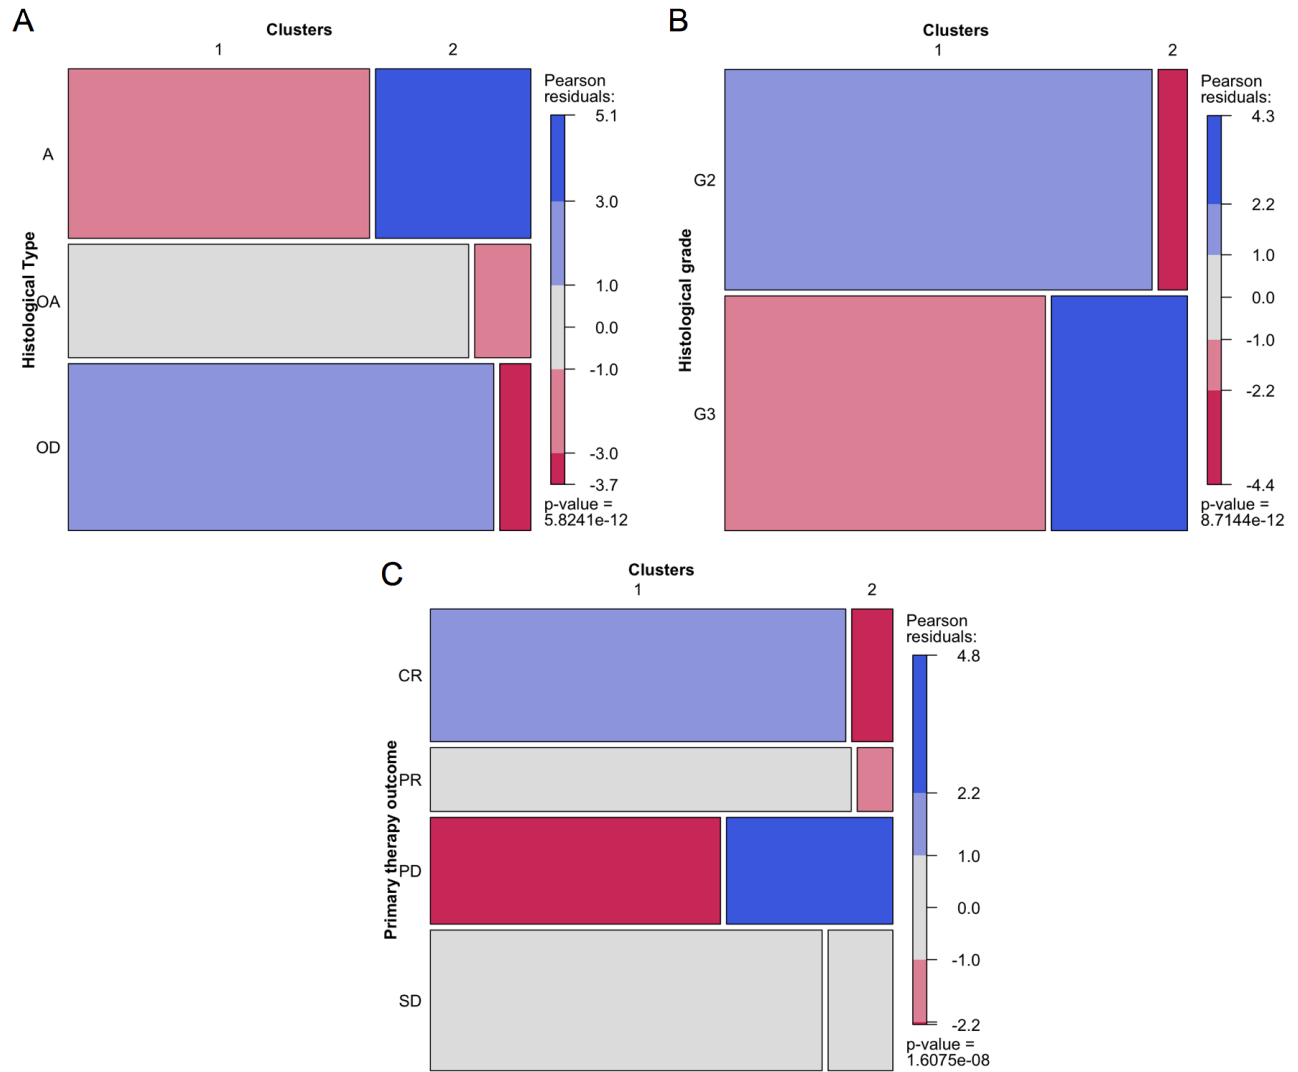 A
Clusters
1 2
Histological Type
A
OA
OD
Pearson
residuals:
5.1
3.0
1.0
0.0
-1.0
-3.0
-3.7
p-value =
5.8241e-12
B
Clusters
1 2
Histological grade
G2
G3
Pearson
residuals:
4.3
2.2
1.0
0.0
-1.0
-2.2
-4.4
p-value =
8.7144e-12
C
Clusters
1 2
Primary therapy outcome
CR
PR
PD
SD
Pearson
residuals:
4.8
2.2
1.0
0.0
-1.0
-2.2
p-value =
1.6075e-08